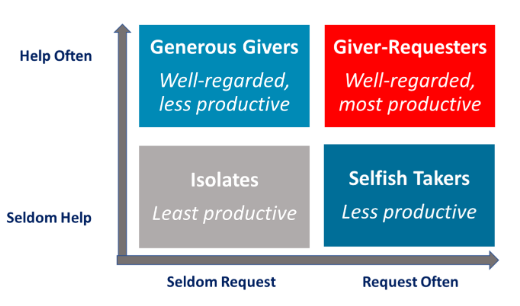 Help Often
Generous Givers
Well-regarded,
less productive
Giver-Requesters
Well-regarded,
most productive
Seldom Help
Isolates
Least productive
Selfish Takers
Less productive
Seldom Request
Request Often